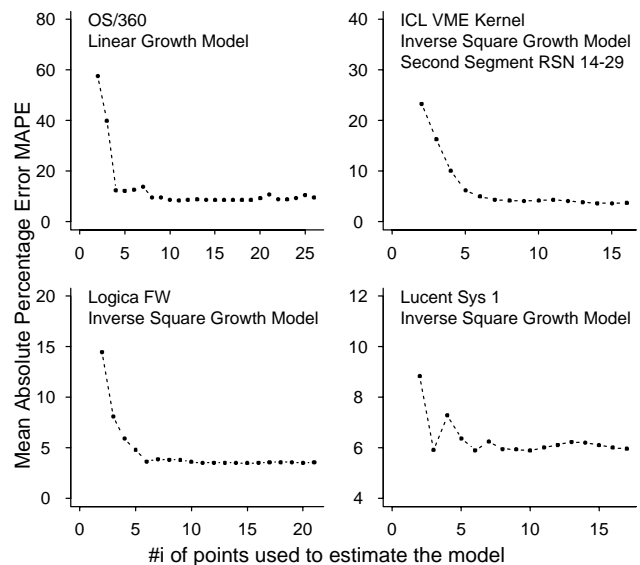 OS/360
Linear Growth Model
80
60
40
20
0
0 5 10 15 20 25
ICL VME Kernel
Inverse Square Growth Model
Second Segment RSN 14-29
40
30
20
10
0
0 5 10 15
Logica FW
Inverse Square Growth Model
20
15
10
5
0
0 5 10 15 20
Lucent Sys 1
Inverse Square Growth Model
12
10
8
6
4
0 5 10 15
Mean Absolute Percentage Error MAPE
#i of points used to estimate the model